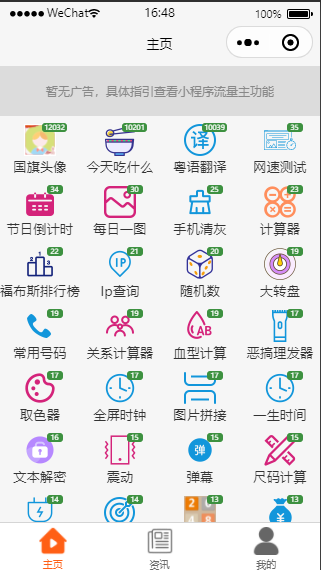 WeChat 16:48 100%
主页
暂无广告，具体指引查看小程序流量主功能
12032 10201 10039 35
译
国旗头像 今天吃什么 粤语翻译 网速测试
34 30 25 23
节日倒计时 每日一图 手机清灰 计算器
22 21 20 19
IP
福布斯排行榜 Ip查询 随机数 大转盘
19 19 19 19
AB
常用号码 关系计算器 血型计算 恶搞理发器
17 17 17 17
取色器 全屏时钟 图片拼接 一生时间
16 15 15 15
弹
文本解密 震动 弹幕 尺码计算
14 14 13 13
主页 资讯 我的